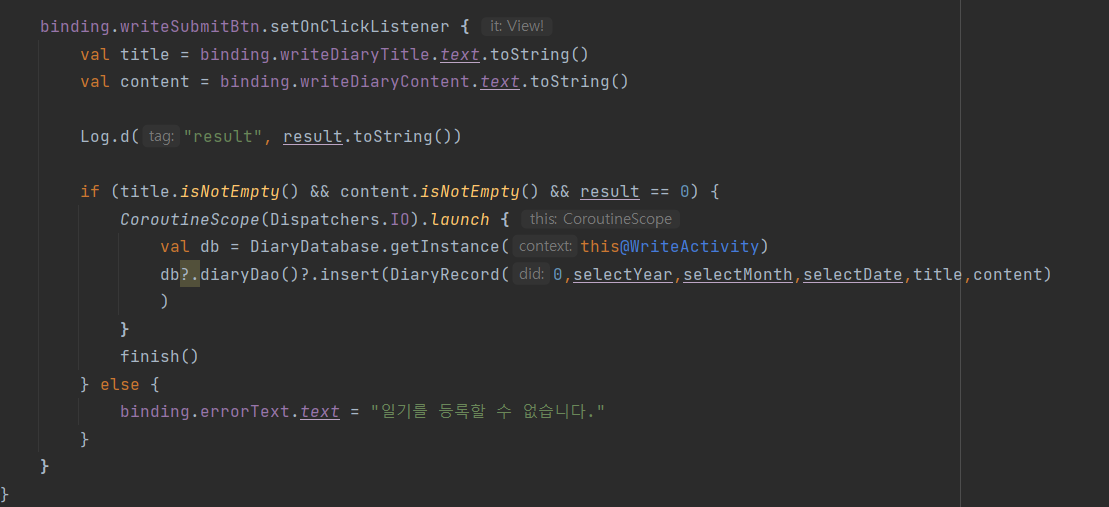 binding.writeSubmitBtn.setOnClickListener { it: View!
val title = binding.writeDiaryTitle.text.toString()
val content = binding.writeDiaryContent.text.toString()
Log.d( tag: "result", result.toString())
if (title.isNotEmpty() && content.isNotEmpty() && result == 0) {
CoroutineScope(Dispatchers.IO).launch { this: CoroutineScope
val db = DiaryDatabase.getInstance( context: this@WriteActivity)
db?.diaryDao()?.insert(DiaryRecord( did: 0,selectYear,selectMonth,selectDate,title,content)
)
}
finish()
} else {
binding.errorText.text = "일기를 등록할 수 없습니다."
}
}
}